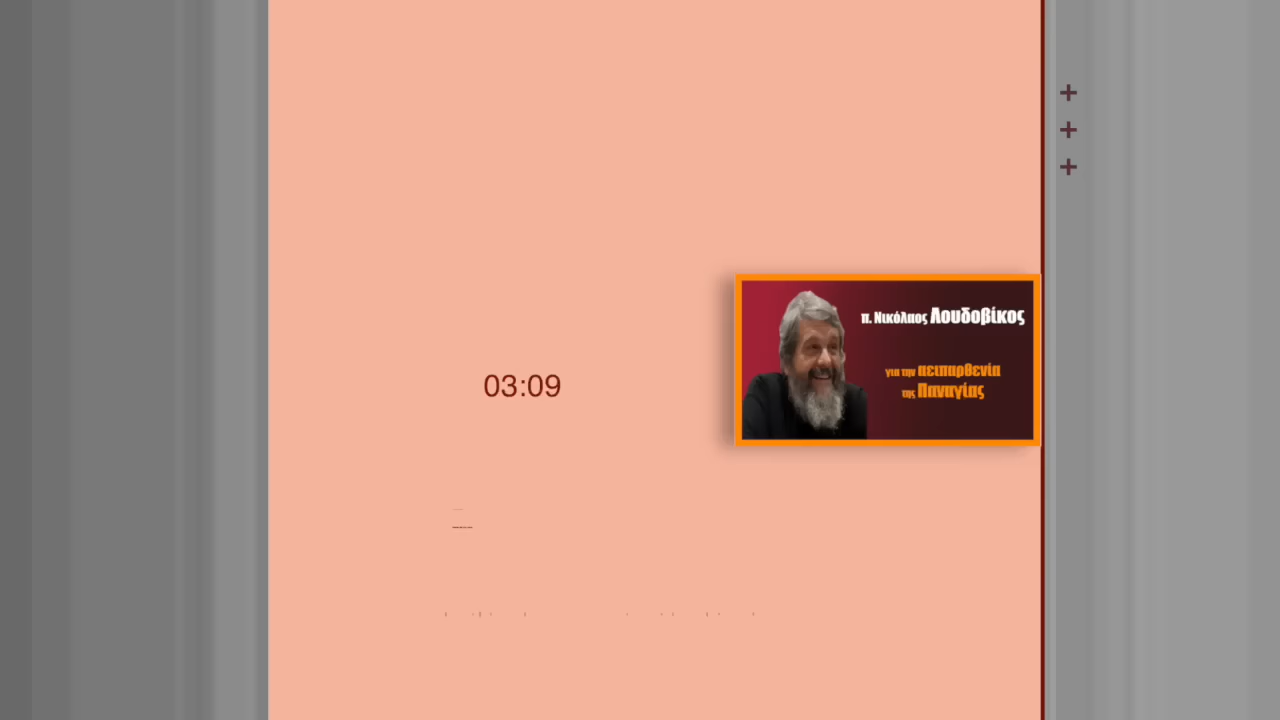 +
+
+
π. Νικόλαος Λουδοβίκος
για την αειπαρθενία
της Παναγίας
03:09